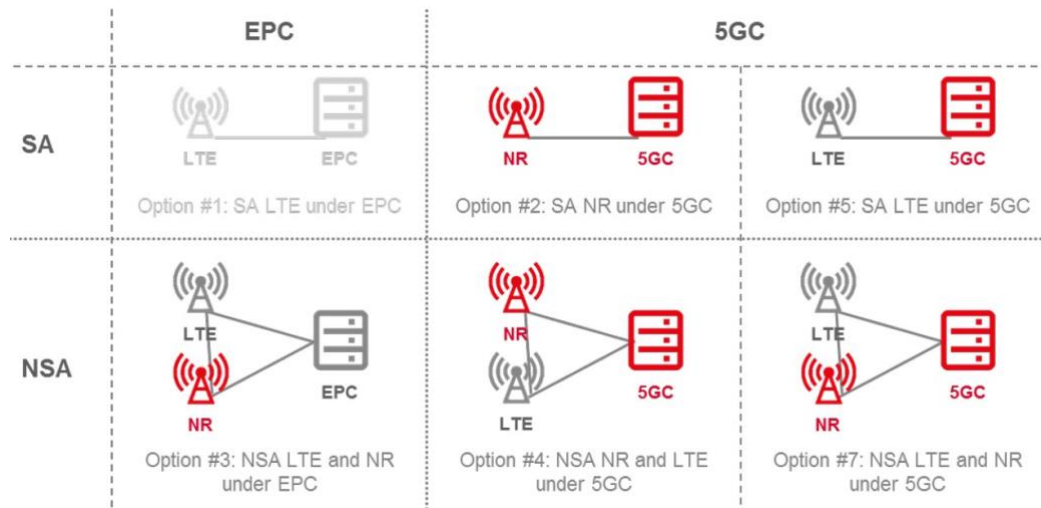 EPC
5GC
SA
LTE
EPC
Option #1: SA LTE under EPC
NR
5GC
Option #2: SA NR under 5GC
LTE
5GC
Option #5: SA LTE under 5GC
NSA
LTE
NR
EPC
Option #3: NSA LTE and NR
under EPC
NR
LTE
5GC
Option #4: NSA NR and LTE
under 5GC
LTE
NR
5GC
Option #7: NSA LTE and NR
under 5GC